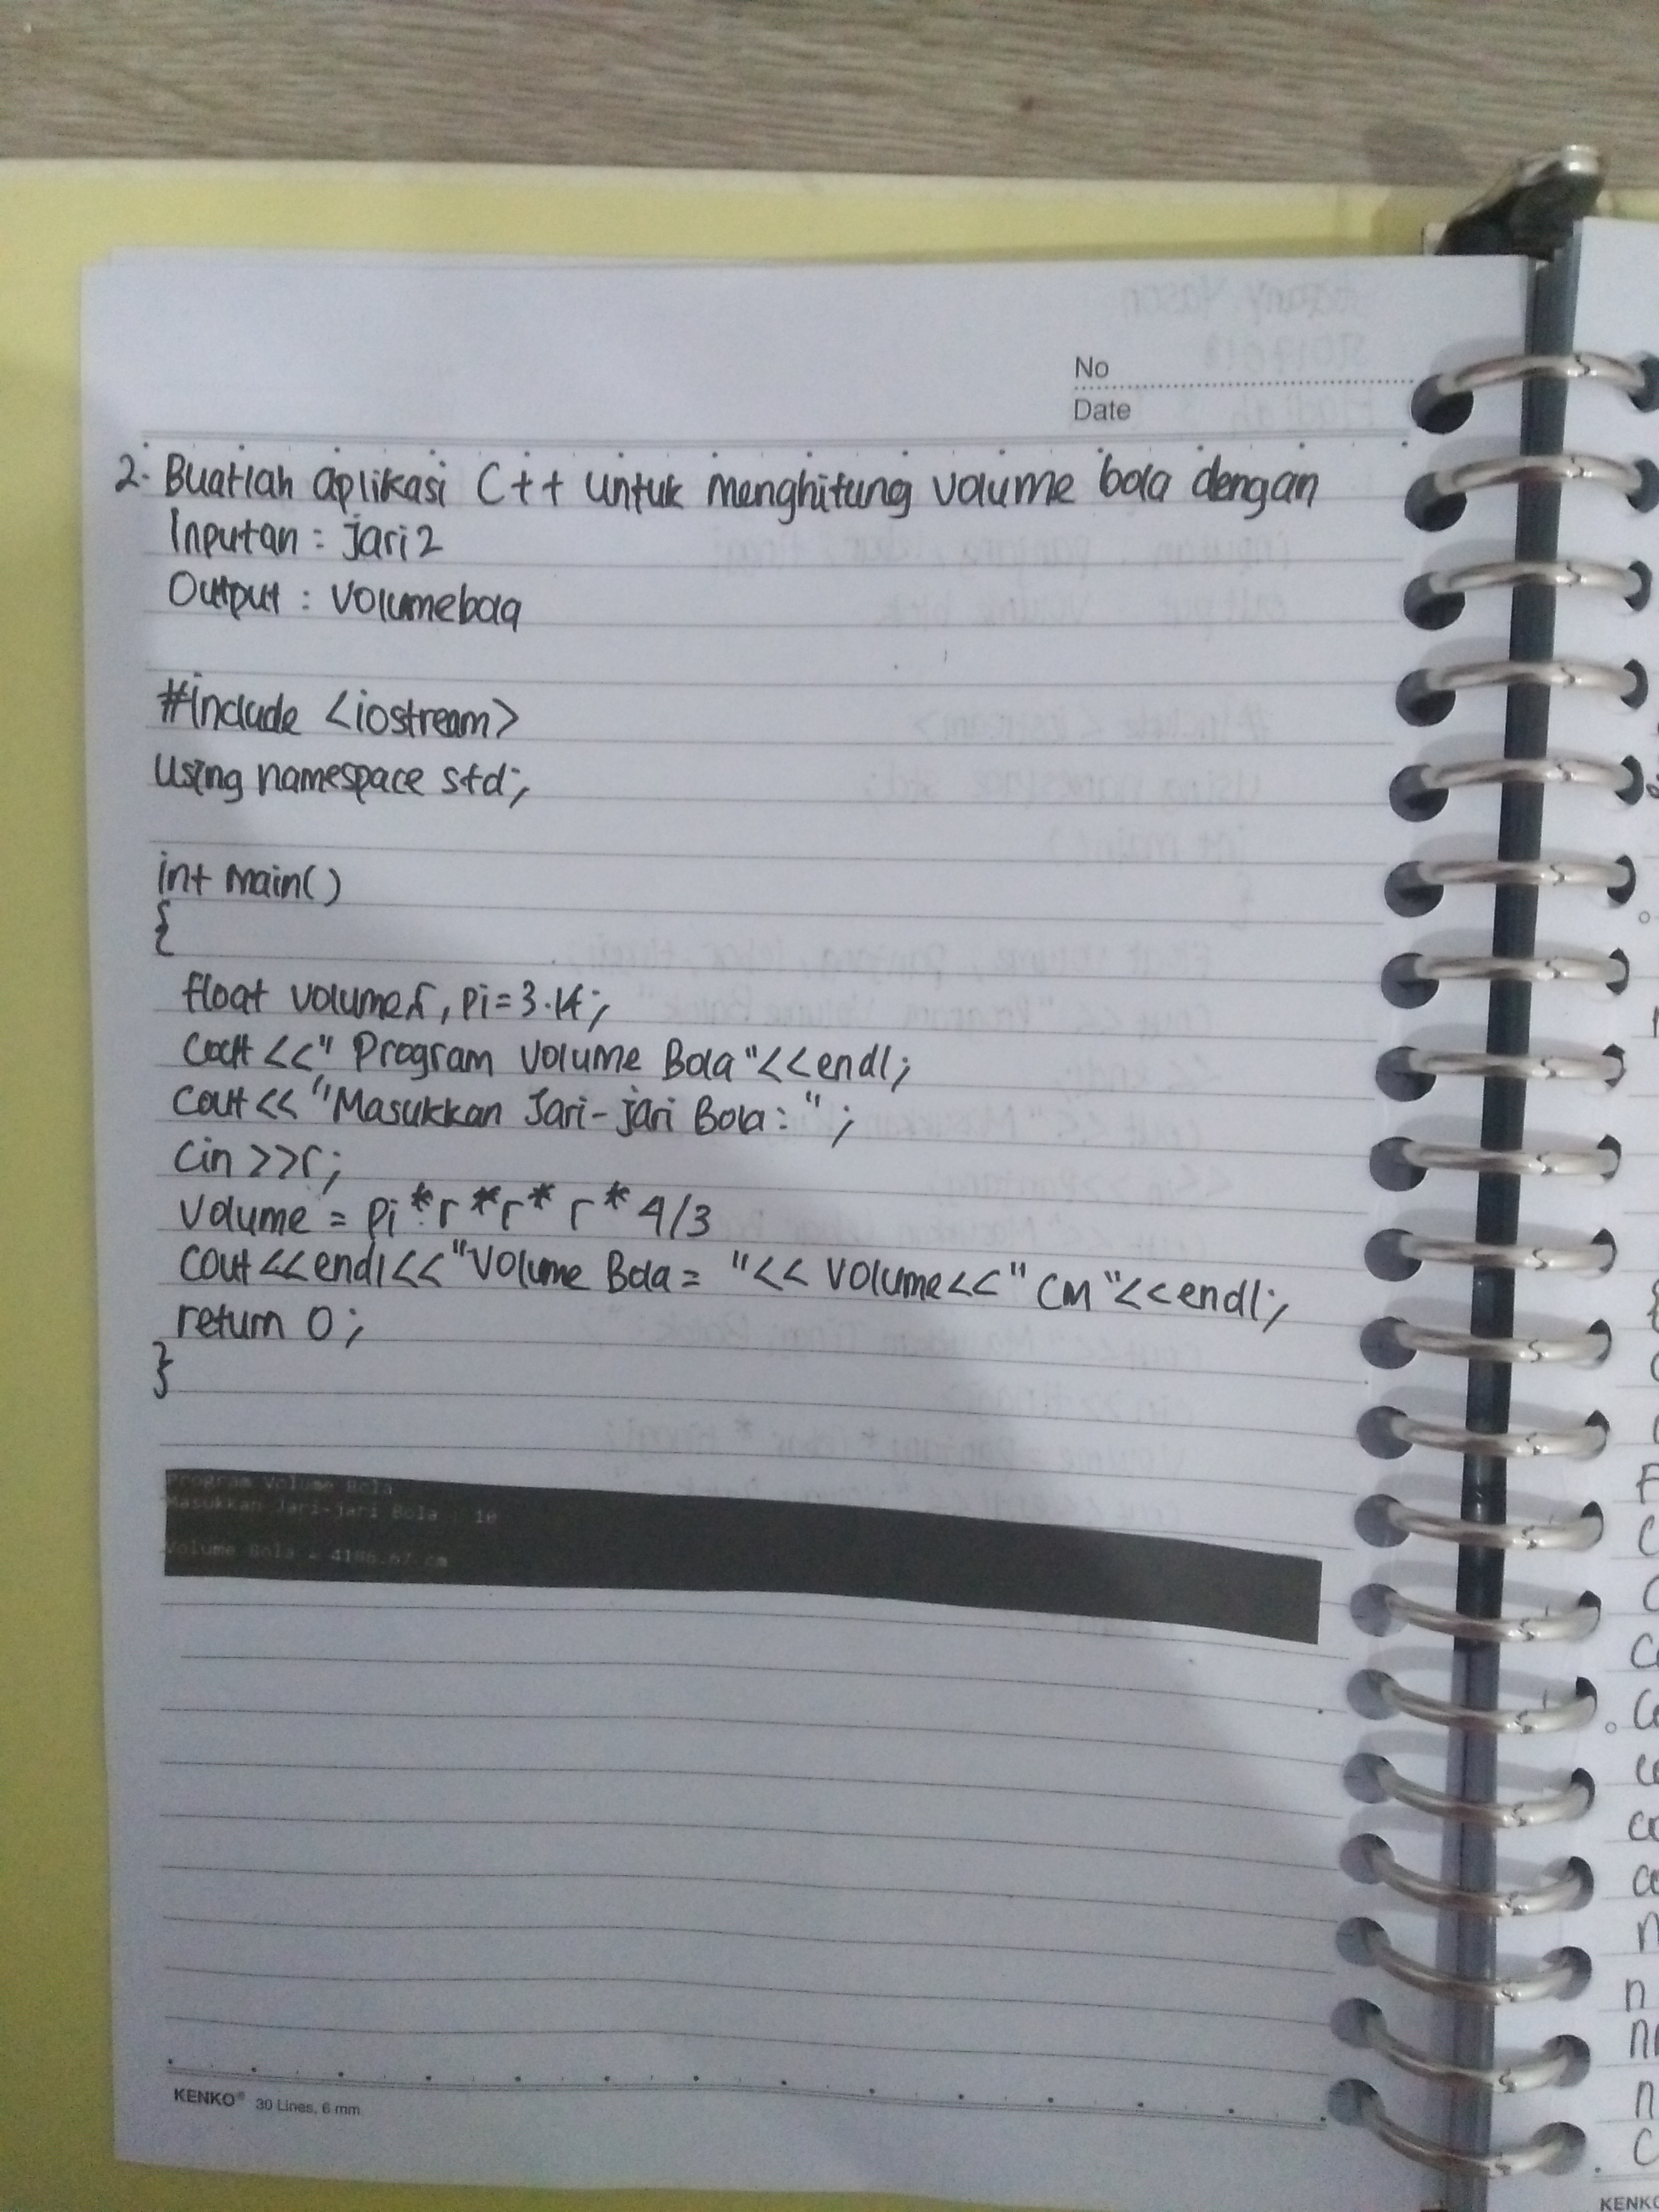 No
Date
2. Buatlah aplikasi C++ untuk menghitung volume bola dengan
Inputan : jari2
Output : Volumebola
#include <iostream>
using namespace std;
int main()
{
float volume, r, pi=3.14;
cout <<" Program Volume Bola"<<endl;
cout<< "Masukkan Jari-jari Bola: " ;
cin >>r;
volume = pi*r*r*r*4/3
cout<<endl<<"Volume Bola = "<< volume<<" CM"<<endl;
return 0;
}
Program Volume Bola
Masukkan Jari-jari Bola : 10
Volume Bola = 4186.67 cm
KENKO® 30 Lines, 6 mm